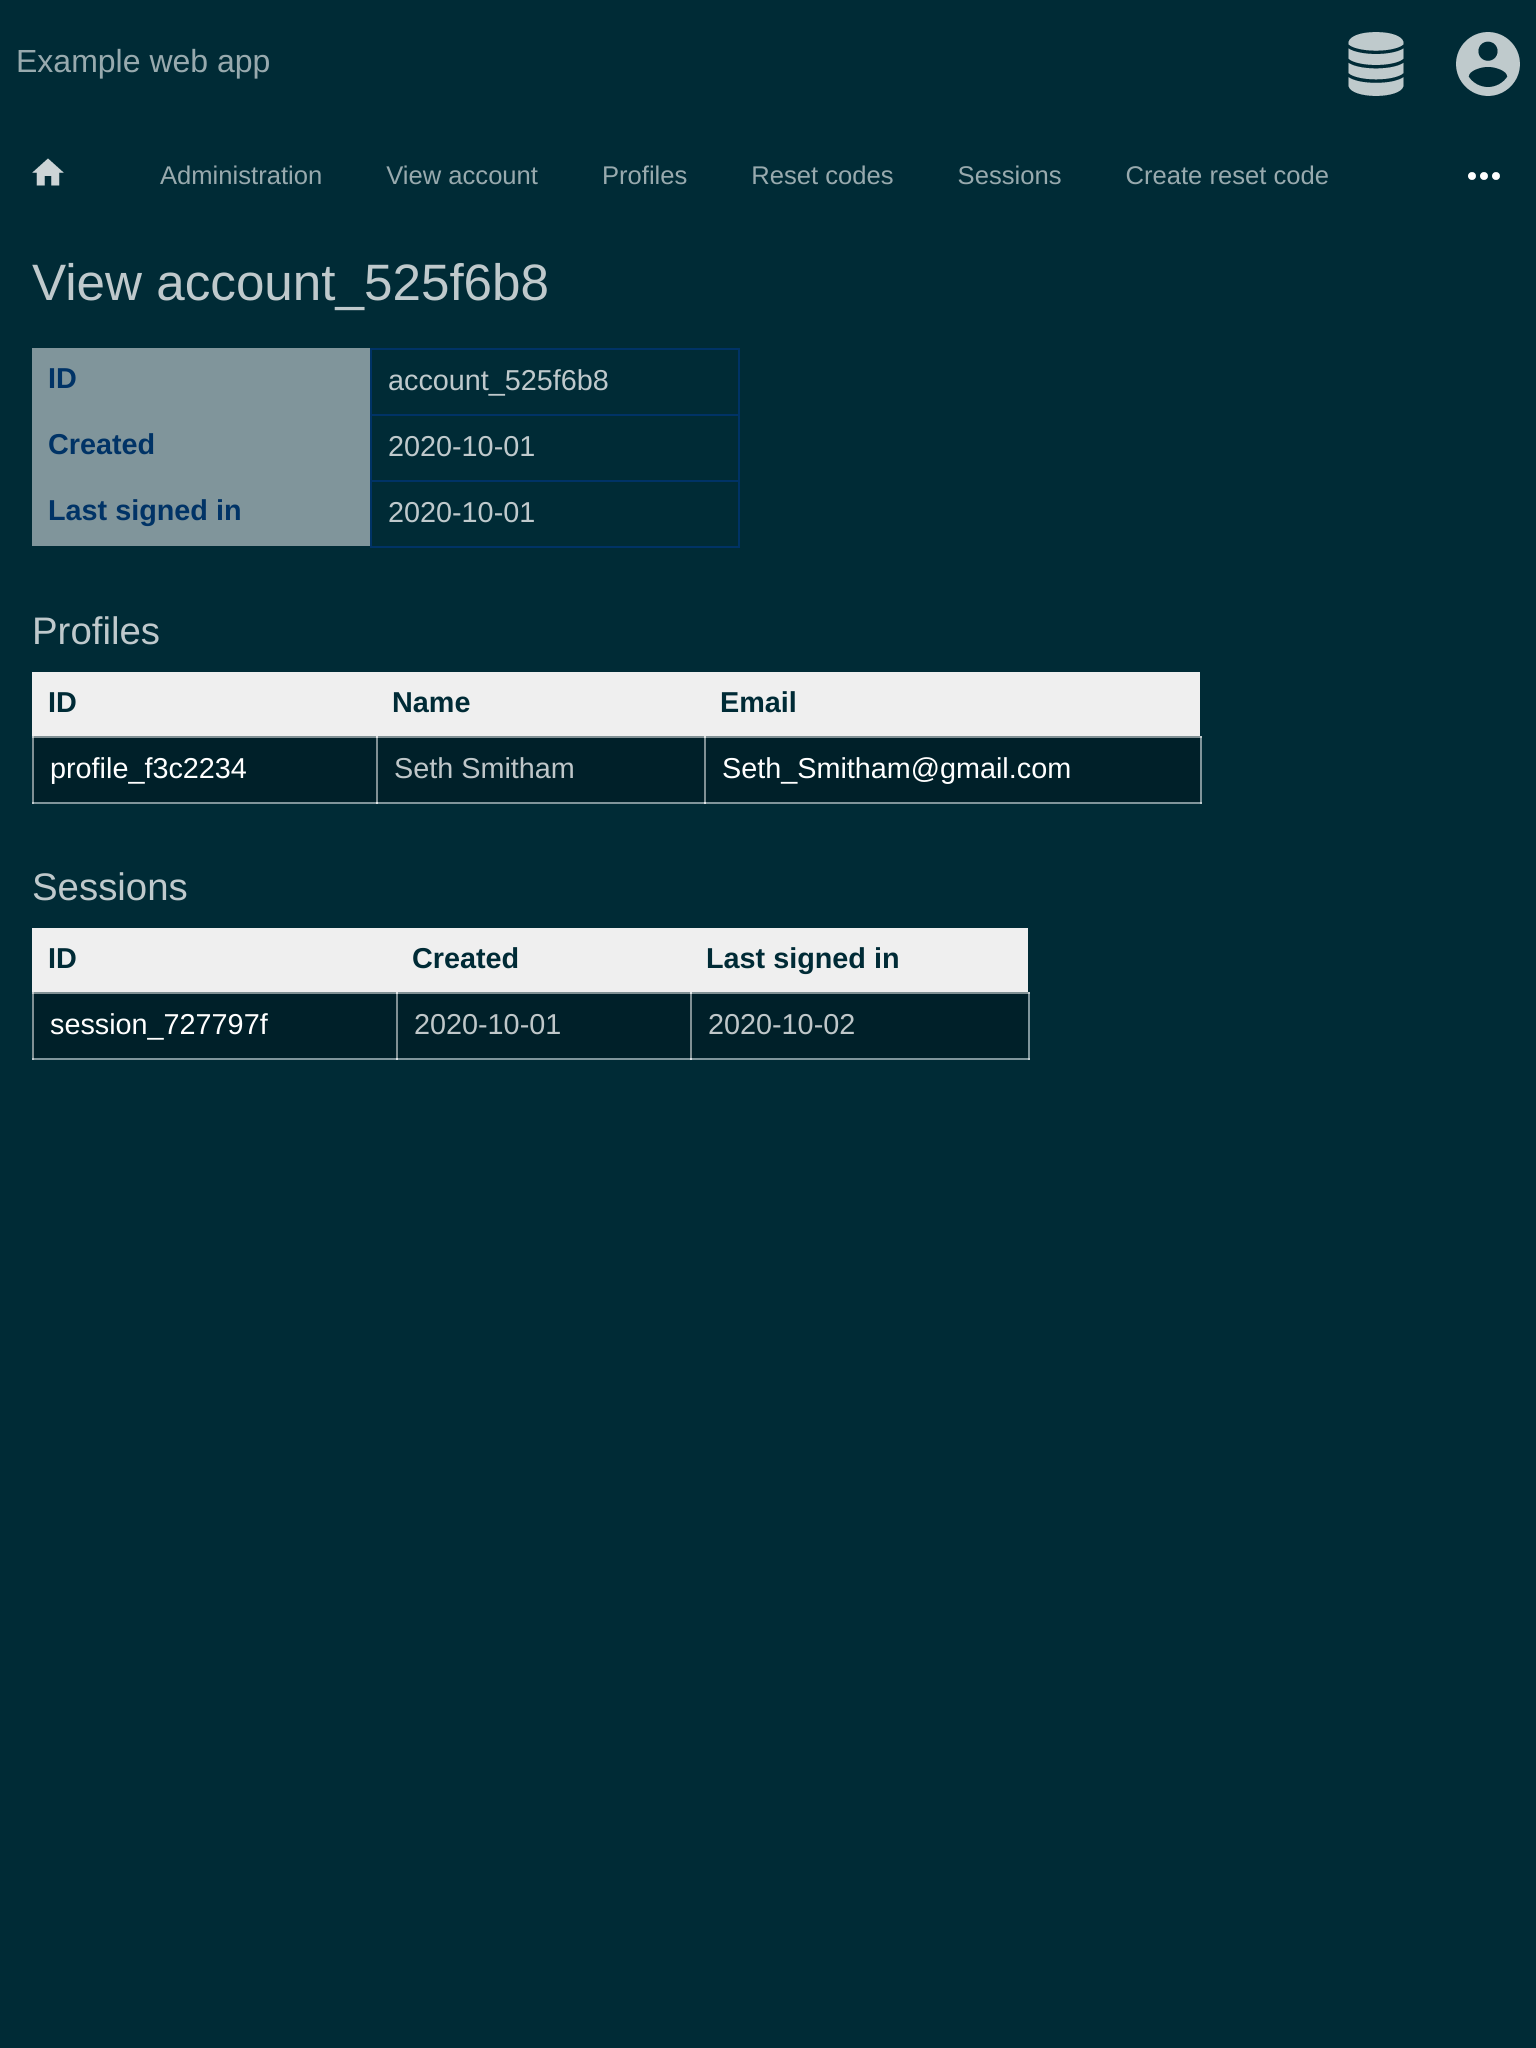 Example web app
Administration View account Profiles Reset codes Sessions Create reset code
View account_525f6b8
ID account_525f6b8
Created 2020-10-01
Last signed in 2020-10-01
Profiles
ID Name Email
profile_f3c2234 Seth Smitham Seth_Smitham@gmail.com
Sessions
ID Created Last signed in
session_727797f 2020-10-01 2020-10-02